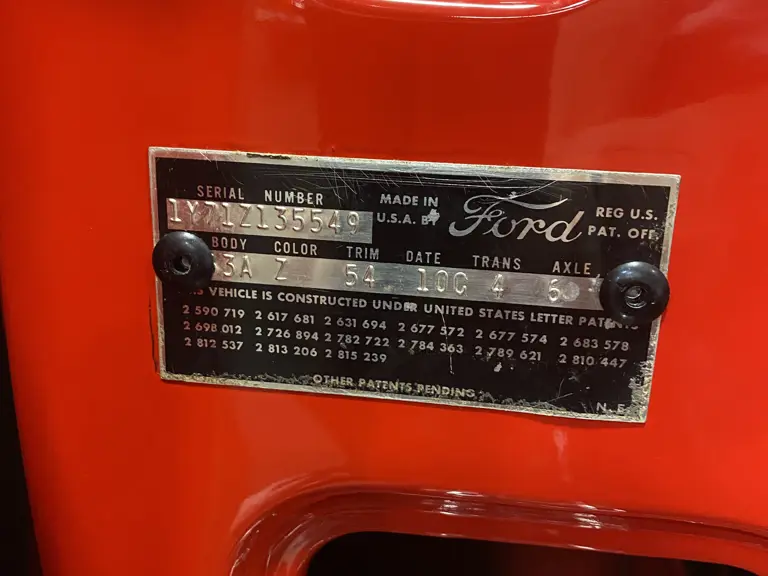 SERIAL NUMBER
1Y71Z135549
MADE IN
U.S.A. BY
Ford
REG U.S.
PAT. OFF.
BODY COLOR TRIM DATE TRANS AXLE
3A Z 54 10C 4 6
VEHICLE IS CONSTRUCTED UNDER UNITED STATES LETTER PATENTS
2 590 719 2 617 681 2 631 694 2 677 572 2 677 574 2 683 578
2 698 012 2 726 894 2 782 722 2 784 363 2 789 621 2 810 447
2 812 537 2 813 206 2 815 239
OTHER PATENTS PENDING
N.E.